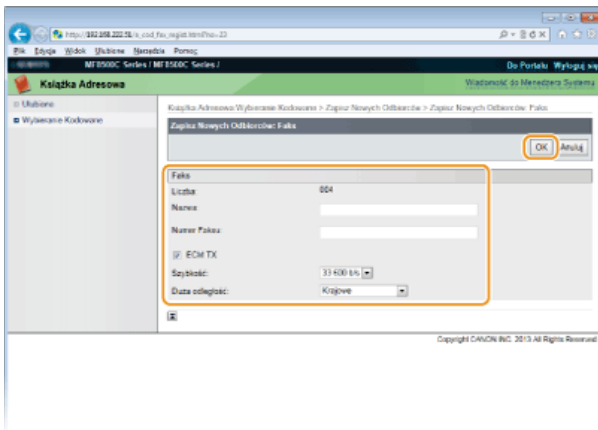 Plik Edycja Widok Ulubione Narzędzia Pomoc
MF8500C Series / MF8500C Series /
Do Portalu Wyloguj się
Książka Adresowa
Wiadomość do Menedżera Systemu
Ulubione
Wybieranie Kodowane
Książka Adresowa: Wybieranie Kodowane > Zapisz Nowych Odbiorców > Zapisz Nowych Odbiorców: Faks
Zapisz Nowych Odbiorców: Faks
OK Anuluj
Faks
Liczba: 004
Nazwa:
Numer Faksu:
ECM TX
Szybkość: 33 600 b/s
Duża odległość: Krajowe
Copyright CANON INC. 2013 All Rights Reserved